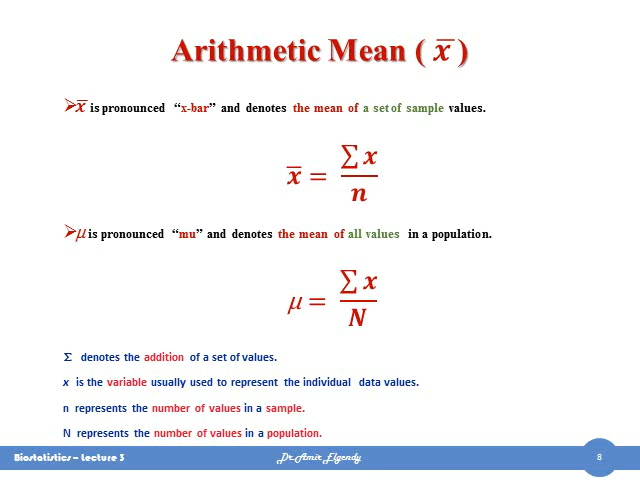 Arithmetic Mean ( x̄ )
➢x̄ is pronounced “x-bar” and denotes the mean of a set of sample values.
x̄ = ∑x / n
➢μ is pronounced “mu” and denotes the mean of all values in a population.
μ = ∑x / N
Σ denotes the addition of a set of values.
x is the variable usually used to represent the individual data values.
n represents the number of values in a sample.
N represents the number of values in a population.
Biostatistics – Lecture 3 Dr. Amir Elgendy 8